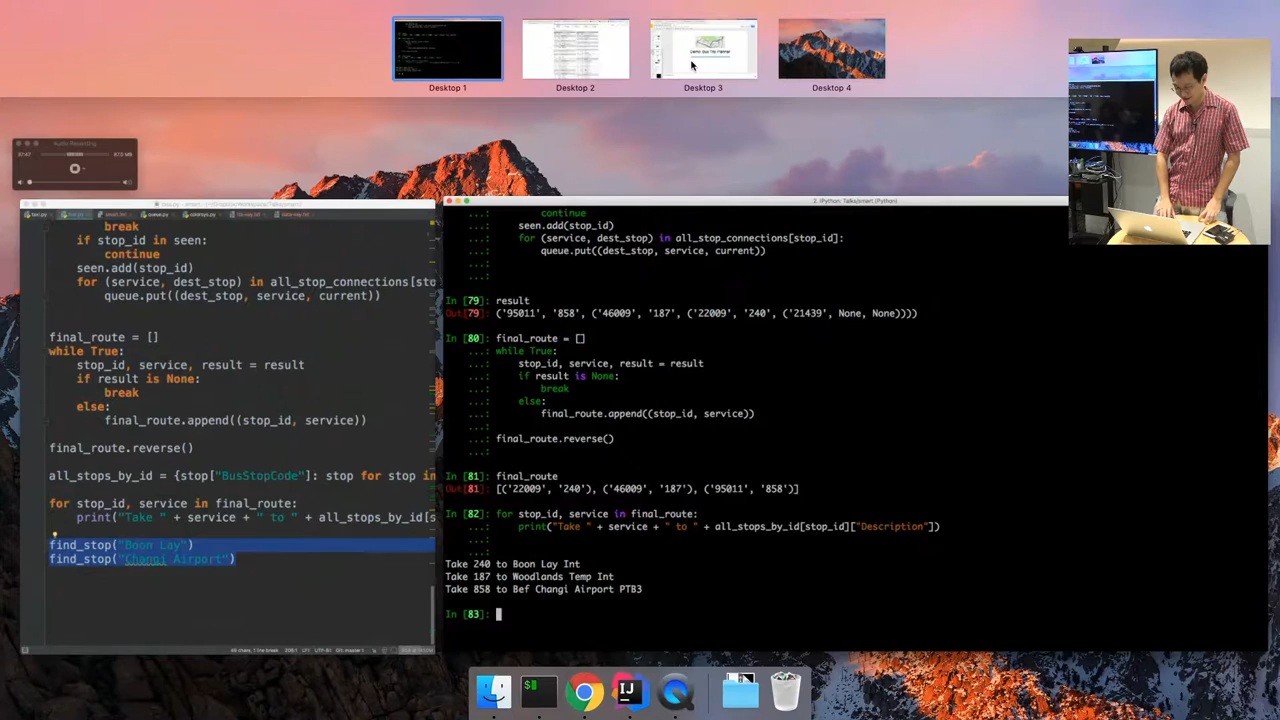 Desktop 1
Desktop 2
Desktop 3
Desktop 4
Audio Recording
break
if stop_id in seen:
continue
seen.add(stop_id)
for (service, dest_stop) in all_stop_connections[sto
queue.put((dest_stop, service, current))
final_route = []
while True:
stop_id, service, result = result
if result is None:
break
else:
final_route.append((stop_id, service))
final_route.reverse()
all_stops_by_id = {stop["BusStopCode"]: stop for stop in
for stop_id, service in final_route:
print("Take " + service + " to " + all_stops_by_id[s
find_stop("Boon Lay")
find_stop("Changi Airport")
2. IPython: Talks/smart (Python)
...: continue
...: seen.add(stop_id)
...: for (service, dest_stop) in all_stop_connections[stop_id]:
...: queue.put((dest_stop, service, current))
...:
...:
In [79]: result
Out[79]: ('95011', '858', ('46009', '187', ('22009', '240', ('21439', None, None))))
In [80]: final_route = []
...: while True:
...: stop_id, service, result = result
...: if result is None:
...: break
...: else:
...: final_route.append((stop_id, service))
...:
...: final_route.reverse()
...:
In [81]: final_route
Out[81]: [('22009', '240'), ('46009', '187'), ('95011', '858')]
In [82]: for stop_id, service in final_route:
...: print("Take " + service + " to " + all_stops_by_id[stop_id]["Description"])
...:
...:
Take 240 to Boon Lay Int
Take 187 to Woodlands Temp Int
Take 858 to Bef Changi Airport PTB3
In [83]: